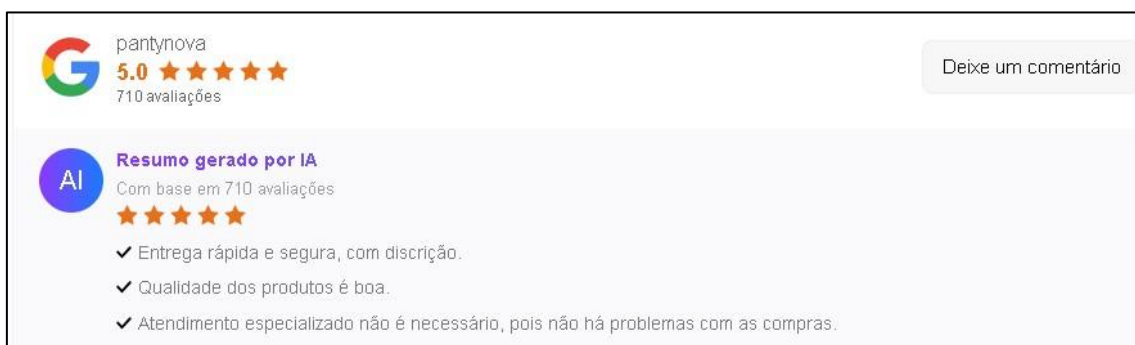 pantynova
5.0
710 avaliações
Deixe um comentário
AI
Resumo gerado por IA
Com base em 710 avaliações
Entrega rápida e segura, com discrição.
Qualidade dos produtos é boa.
Atendimento especializado não é necessário, pois não há problemas com as compras.